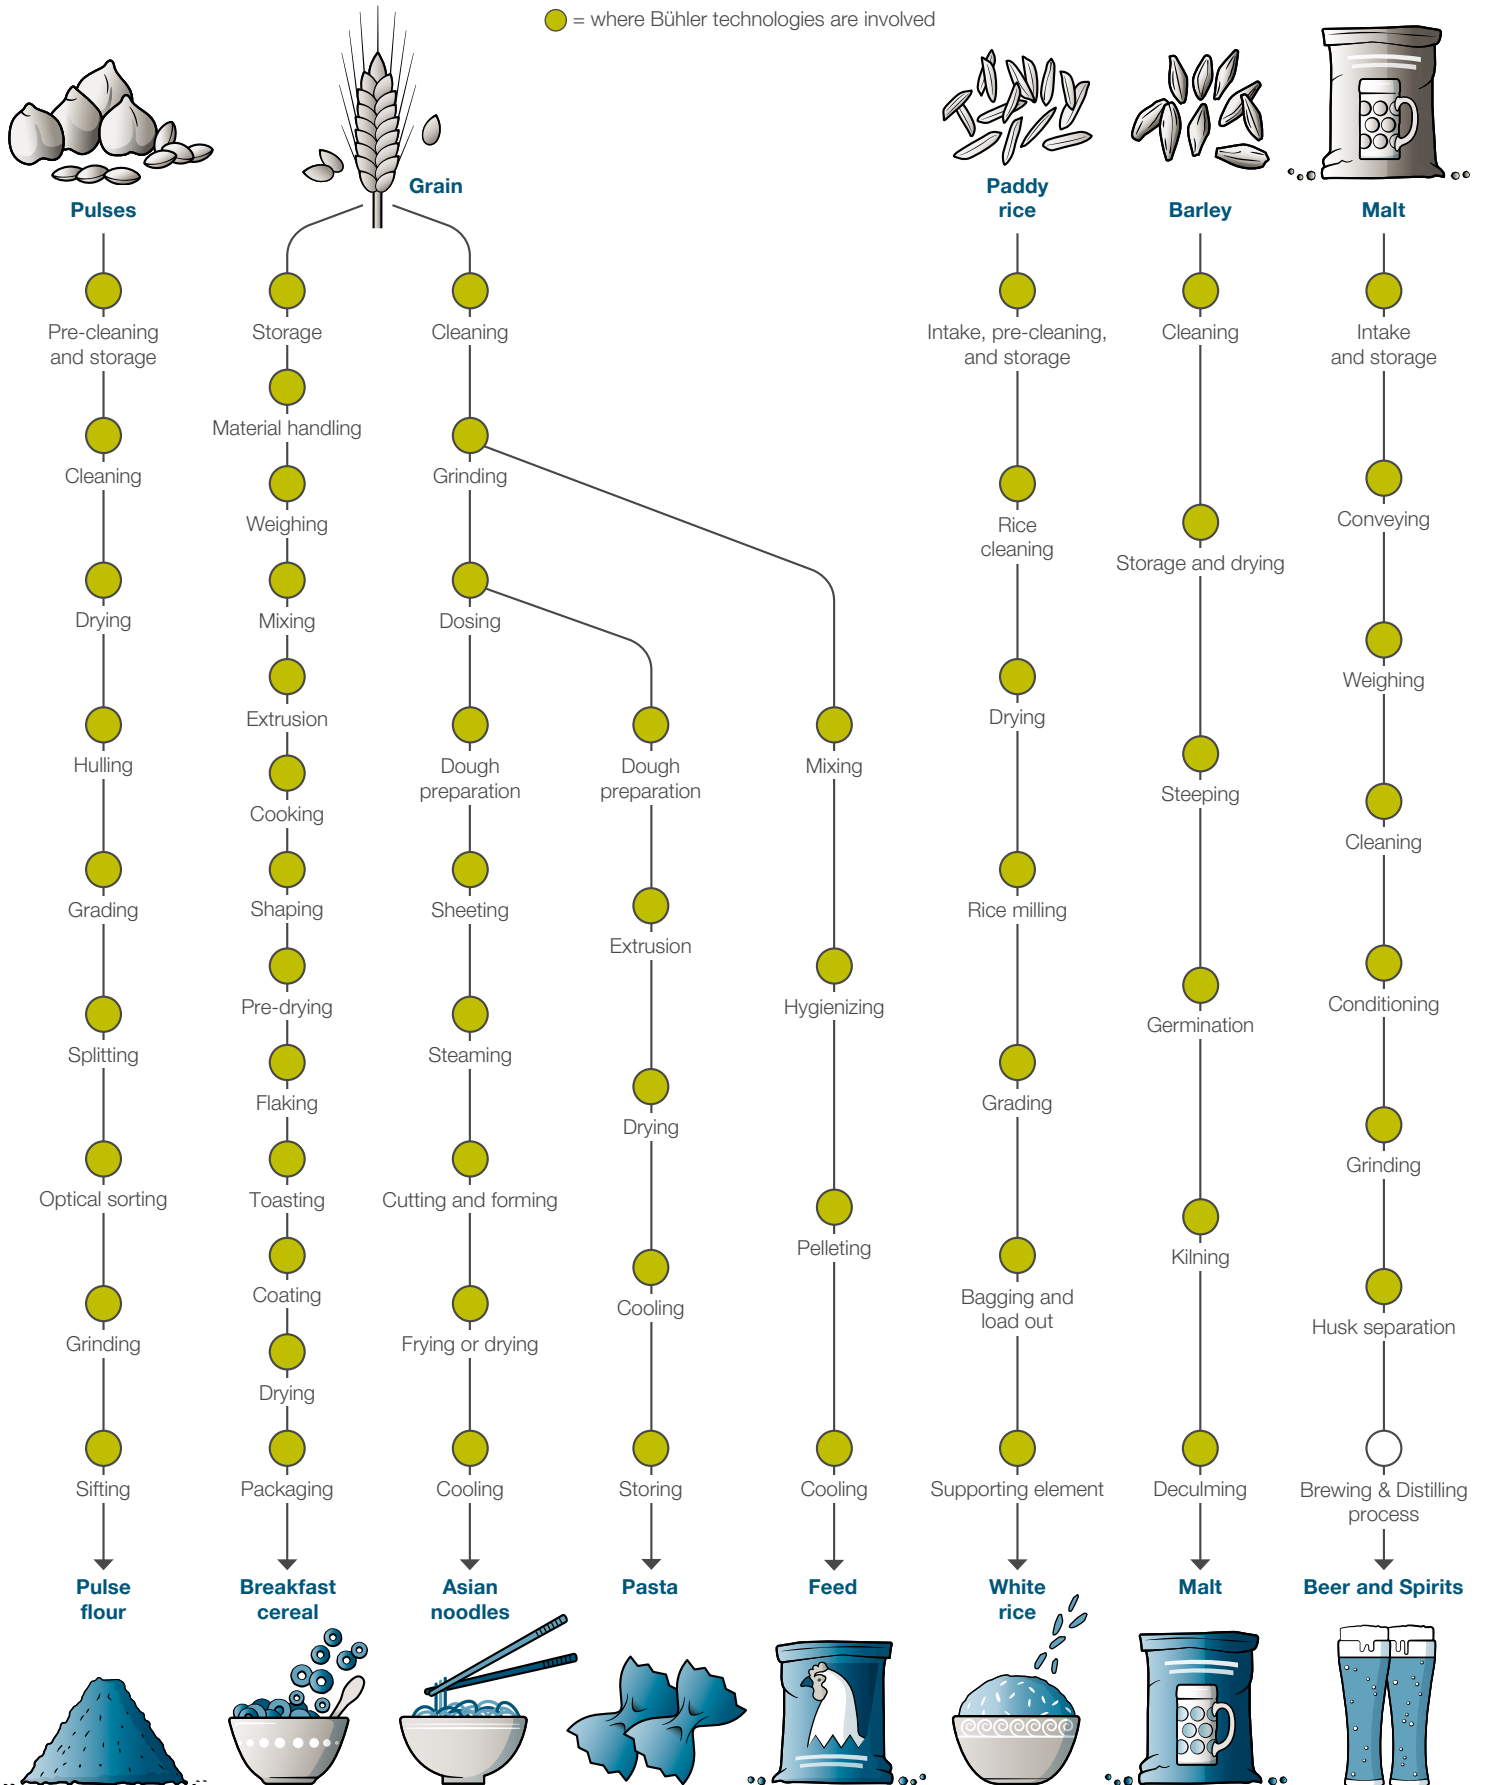 = where Bühler technologies are involved
Pulses
Pre-cleaning
and storage
Cleaning
Drying
Hulling
Grading
Splitting
Optical sorting
Grinding
Sifting
Pulse
flour
Grain
Storage
Material handling
Weighing
Mixing
Extrusion
Cooking
Shaping
Pre-drying
Flaking
Toasting
Coating
Drying
Packaging
Breakfast
cereal
Cleaning
Grinding
Dosing
Dough
preparation
Sheeting
Steaming
Cutting and forming
Frying or drying
Cooling
Asian
noodles
Dough
preparation
Extrusion
Drying
Cooling
Storing
Pasta
Mixing
Hygienizing
Pelleting
Cooling
Feed
Paddy
rice
Intake, pre-cleaning,
and storage
Rice
cleaning
Drying
Rice milling
Grading
Bagging and
load out
Supporting element
White
rice
Barley
Cleaning
Storage and drying
Steeping
Germination
Kilning
Deculming
Malt
Malt
Intake
and storage
Conveying
Weighing
Cleaning
Conditioning
Grinding
Husk separation
Brewing & Distilling
process
Beer and Spirits